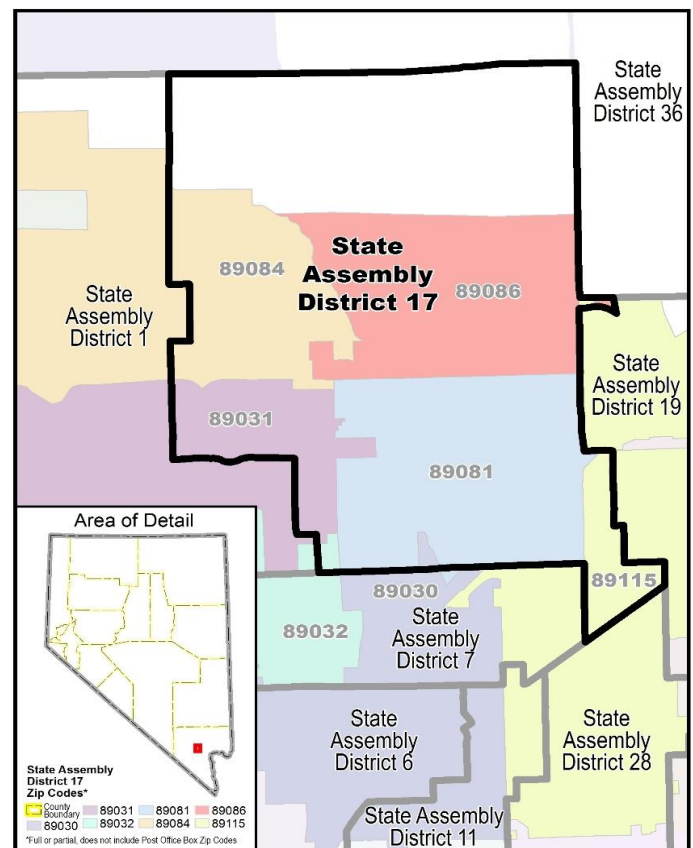 State
Assembly
District 36
State
Assembly
District 17
89084
89086
State
Assembly
District 1
State
Assembly
District 19
89031
89081
89115
89030
89032
State
Assembly
District 7
State
Assembly
District 6
State
Assembly
District 28
State Assembly
District 11
Area of Detail
State Assembly
District 17
Zip Codes*
County
Boundary
89031
89081
89086
89030
89032
89084
89115
*Full or partial, does not include Post Office Box Zip Codes